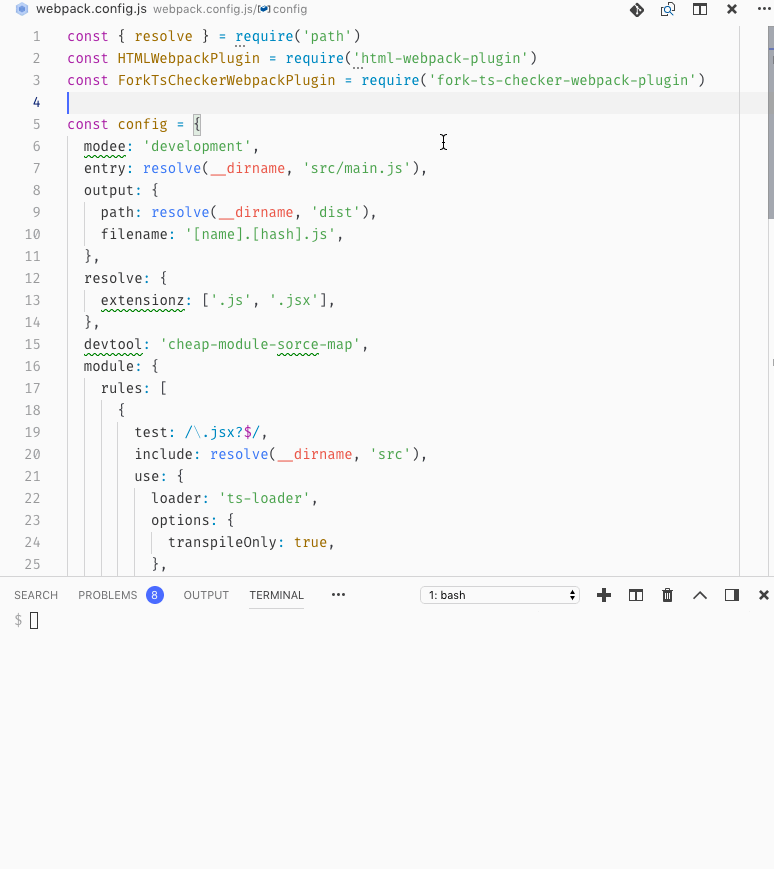 webpack.config.js webpack.config.js/config
1 const { resolve } = require('path')
2 const HTMLWebpackPlugin = require('html-webpack-plugin')
3 const ForkTsCheckerWebpackPlugin = require('fork-ts-checker-webpack-plugin')
4
5 const config = {
6 modee: 'development',
7 entry: resolve(__dirname, 'src/main.js'),
8 output: {
9 path: resolve(__dirname, 'dist'),
10 filename: '[name].[hash].js',
11 },
12 resolve: {
13 extensionz: ['.js', '.jsx'],
14 },
15 devtool: 'cheap-module-sorce-map',
16 module: {
17 rules: [
18 {
19 test: /\.jsx?$/,
20 include: resolve(__dirname, 'src'),
21 use: {
22 loader: 'ts-loader',
23 options: {
24 transpileOnly: true,
25 },
SEARCH PROBLEMS 8 OUTPUT TERMINAL ••• 1: bash
$